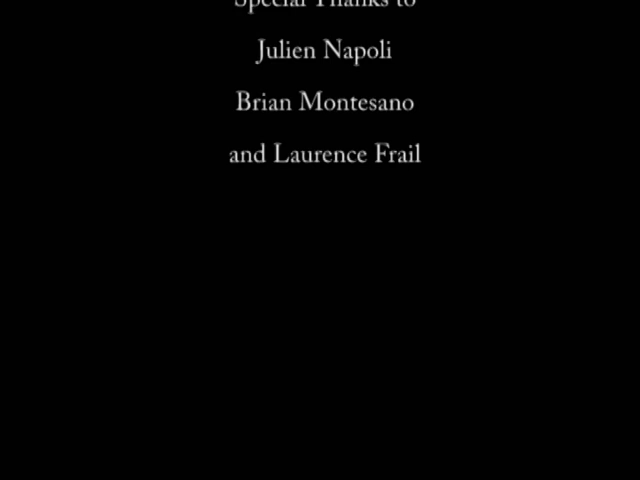 Special Thanks to
Julien Napoli
Brian Montesano
and Laurence Frail